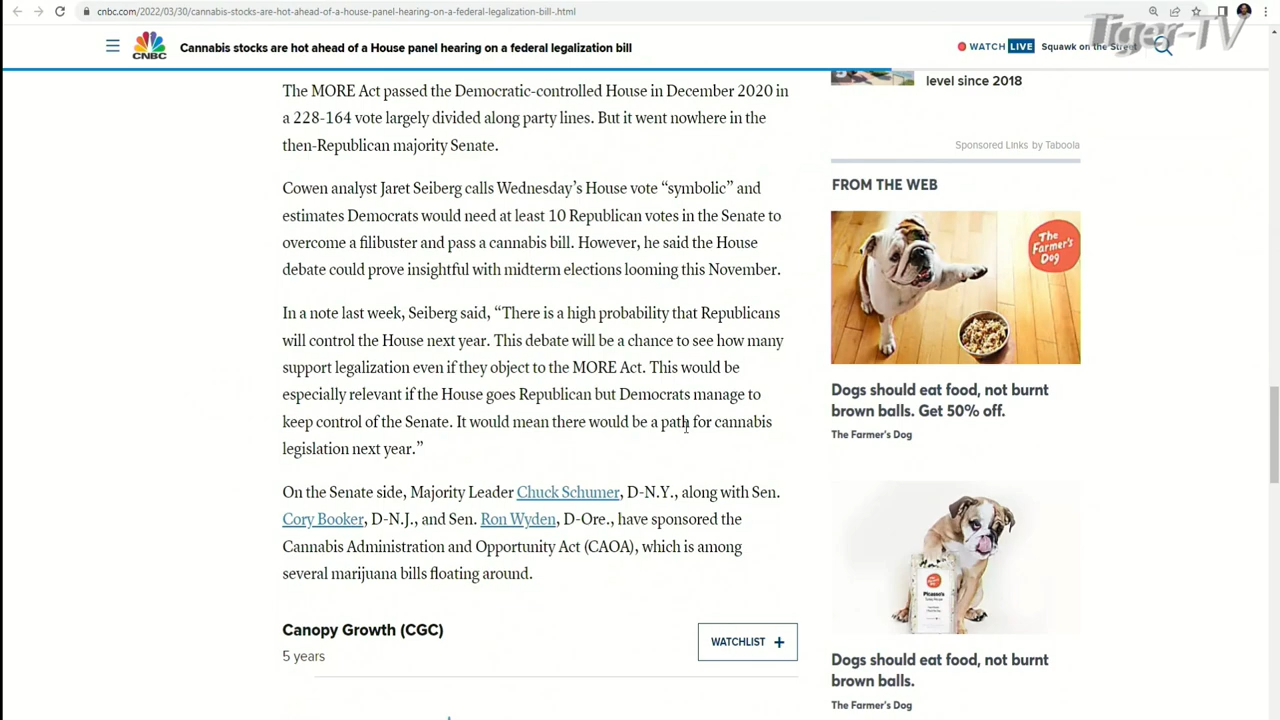 cnbc.com/2022/03/30/cannabis-stocks-are-hot-ahead-of-a-house-panel-hearing-on-a-federal-legalization-bill-.html
Tiger-TV
CNBC
Cannabis stocks are hot ahead of a House panel hearing on a federal legalization bill
WATCH LIVE
Squawk on the Street
The MORE Act passed the Democratic-controlled House in December 2020 in
a 228-164 vote largely divided along party lines. But it went nowhere in the
then-Republican majority Senate.
Cowen analyst Jaret Seiberg calls Wednesday’s House vote “symbolic” and
estimates Democrats would need at least 10 Republican votes in the Senate to
overcome a filibuster and pass a cannabis bill. However, he said the House
debate could prove insightful with midterm elections looming this November.
In a note last week, Seiberg said, “There is a high probability that Republicans
will control the House next year. This debate will be a chance to see how many
support legalization even if they object to the MORE Act. This would be
especially relevant if the House goes Republican but Democrats manage to
keep control of the Senate. It would mean there would be a path for cannabis
legislation next year.”
On the Senate side, Majority Leader Chuck Schumer, D-N.Y., along with Sen.
Cory Booker, D-N.J., and Sen. Ron Wyden, D-Ore., have sponsored the
Cannabis Administration and Opportunity Act (CAOA), which is among
several marijuana bills floating around.
Canopy Growth (CGC)
5 years
WATCHLIST +
level since 2018
Sponsored Links by Taboola
FROM THE WEB
The
Farmer's
Dog
Dogs should eat food, not burnt
brown balls. Get 50% off.
The Farmer's Dog
Picasso's
Dogs should eat food, not burnt
brown balls.
The Farmer's Dog